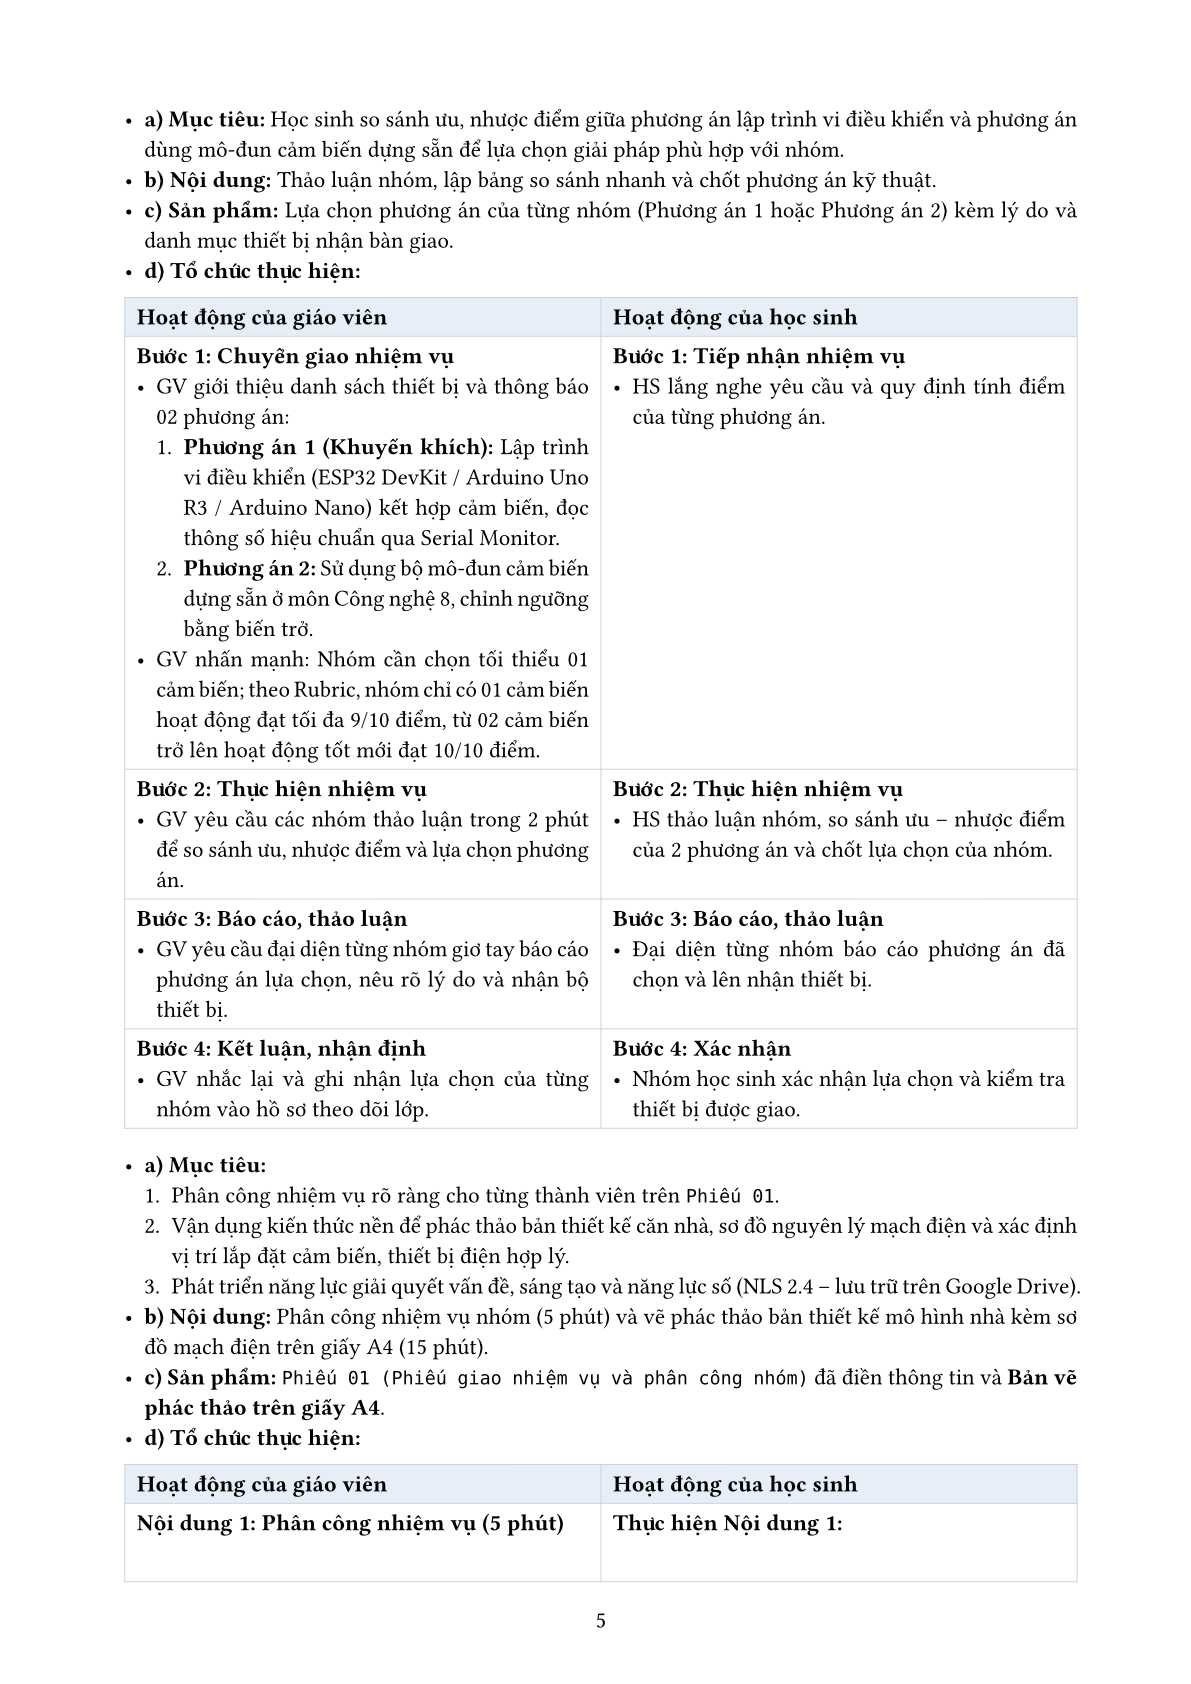 • a) Mục tiêu: Học sinh so sánh ưu, nhược điểm giữa phương án lập trình vi điều khiển và phương án
dùng mô-đun cảm biến dựng sẵn để lựa chọn giải pháp phù hợp với nhóm.
• b) Nội dung: Thảo luận nhóm, lập bảng so sánh nhanh và chốt phương án kỹ thuật.
• c) Sản phẩm: Lựa chọn phương án của từng nhóm (Phương án 1 hoặc Phương án 2) kèm lý do và
danh mục thiết bị nhận bàn giao.
• d) Tổ chức thực hiện:
Hoạt động của giáo viên
Hoạt động của học sinh
Bước 1: Chuyển giao nhiệm vụ
• GV giới thiệu danh sách thiết bị và thông báo
02 phương án:
1. Phương án 1 (Khuyến khích): Lập trình
vi điều khiển (ESP32 DevKit / Arduino Uno
R3 / Arduino Nano) kết hợp cảm biến, đọc
thông số hiệu chuẩn qua Serial Monitor.
2. Phương án 2: Sử dụng bộ mô-đun cảm biến
dựng sẵn ở môn Công nghệ 8, chỉnh ngưỡng
bằng biến trở.
• GV nhấn mạnh: Nhóm cần chọn tối thiểu 01
cảm biến; theo Rubric, nhóm chỉ có 01 cảm biến
hoạt động đạt tối đa 9/10 điểm, từ 02 cảm biến
trở lên hoạt động tốt mới đạt 10/10 điểm.
Bước 1: Tiếp nhận nhiệm vụ
• HS lắng nghe yêu cầu và quy định tính điểm
của từng phương án.
Bước 2: Thực hiện nhiệm vụ
• GV yêu cầu các nhóm thảo luận trong 2 phút
để so sánh ưu, nhược điểm và lựa chọn phương
án.
Bước 2: Thực hiện nhiệm vụ
• HS thảo luận nhóm, so sánh ưu – nhược điểm
của 2 phương án và chốt lựa chọn của nhóm.
Bước 3: Báo cáo, thảo luận
• GV yêu cầu đại diện từng nhóm giơ tay báo cáo
phương án lựa chọn, nêu rõ lý do và nhận bộ
thiết bị.
Bước 3: Báo cáo, thảo luận
• Đại diện từng nhóm báo cáo phương án đã
chọn và lên nhận thiết bị.
Bước 4: Kết luận, nhận định
• GV nhắc lại và ghi nhận lựa chọn của từng
nhóm vào hồ sơ theo dõi lớp.
Bước 4: Xác nhận
• Nhóm học sinh xác nhận lựa chọn và kiểm tra
thiết bị được giao.
• a) Mục tiêu:
1. Phân công nhiệm vụ rõ ràng cho từng thành viên trên Phiếu 01.
2. Vận dụng kiến thức nền để phác thảo bản thiết kế căn nhà, sơ đồ nguyên lý mạch điện và xác định
vị trí lắp đặt cảm biến, thiết bị điện hợp lý.
3. Phát triển năng lực giải quyết vấn đề, sáng tạo và năng lực số (NLS 2.4 – lưu trữ trên Google Drive).
• b) Nội dung: Phân công nhiệm vụ nhóm (5 phút) và vẽ phác thảo bản thiết kế mô hình nhà kèm sơ
đồ mạch điện trên giấy A4 (15 phút).
• c) Sản phẩm: Phiếu 01 (Phiếu giao nhiệm vụ và phân công nhóm) đã điền thông tin và Bản vẽ
phác thảo trên giấy A4.
• d) Tổ chức thực hiện:
Hoạt động của giáo viên
Hoạt động của học sinh
Nội dung 1: Phân công nhiệm vụ (5 phút)
Thực hiện Nội dung 1:
5